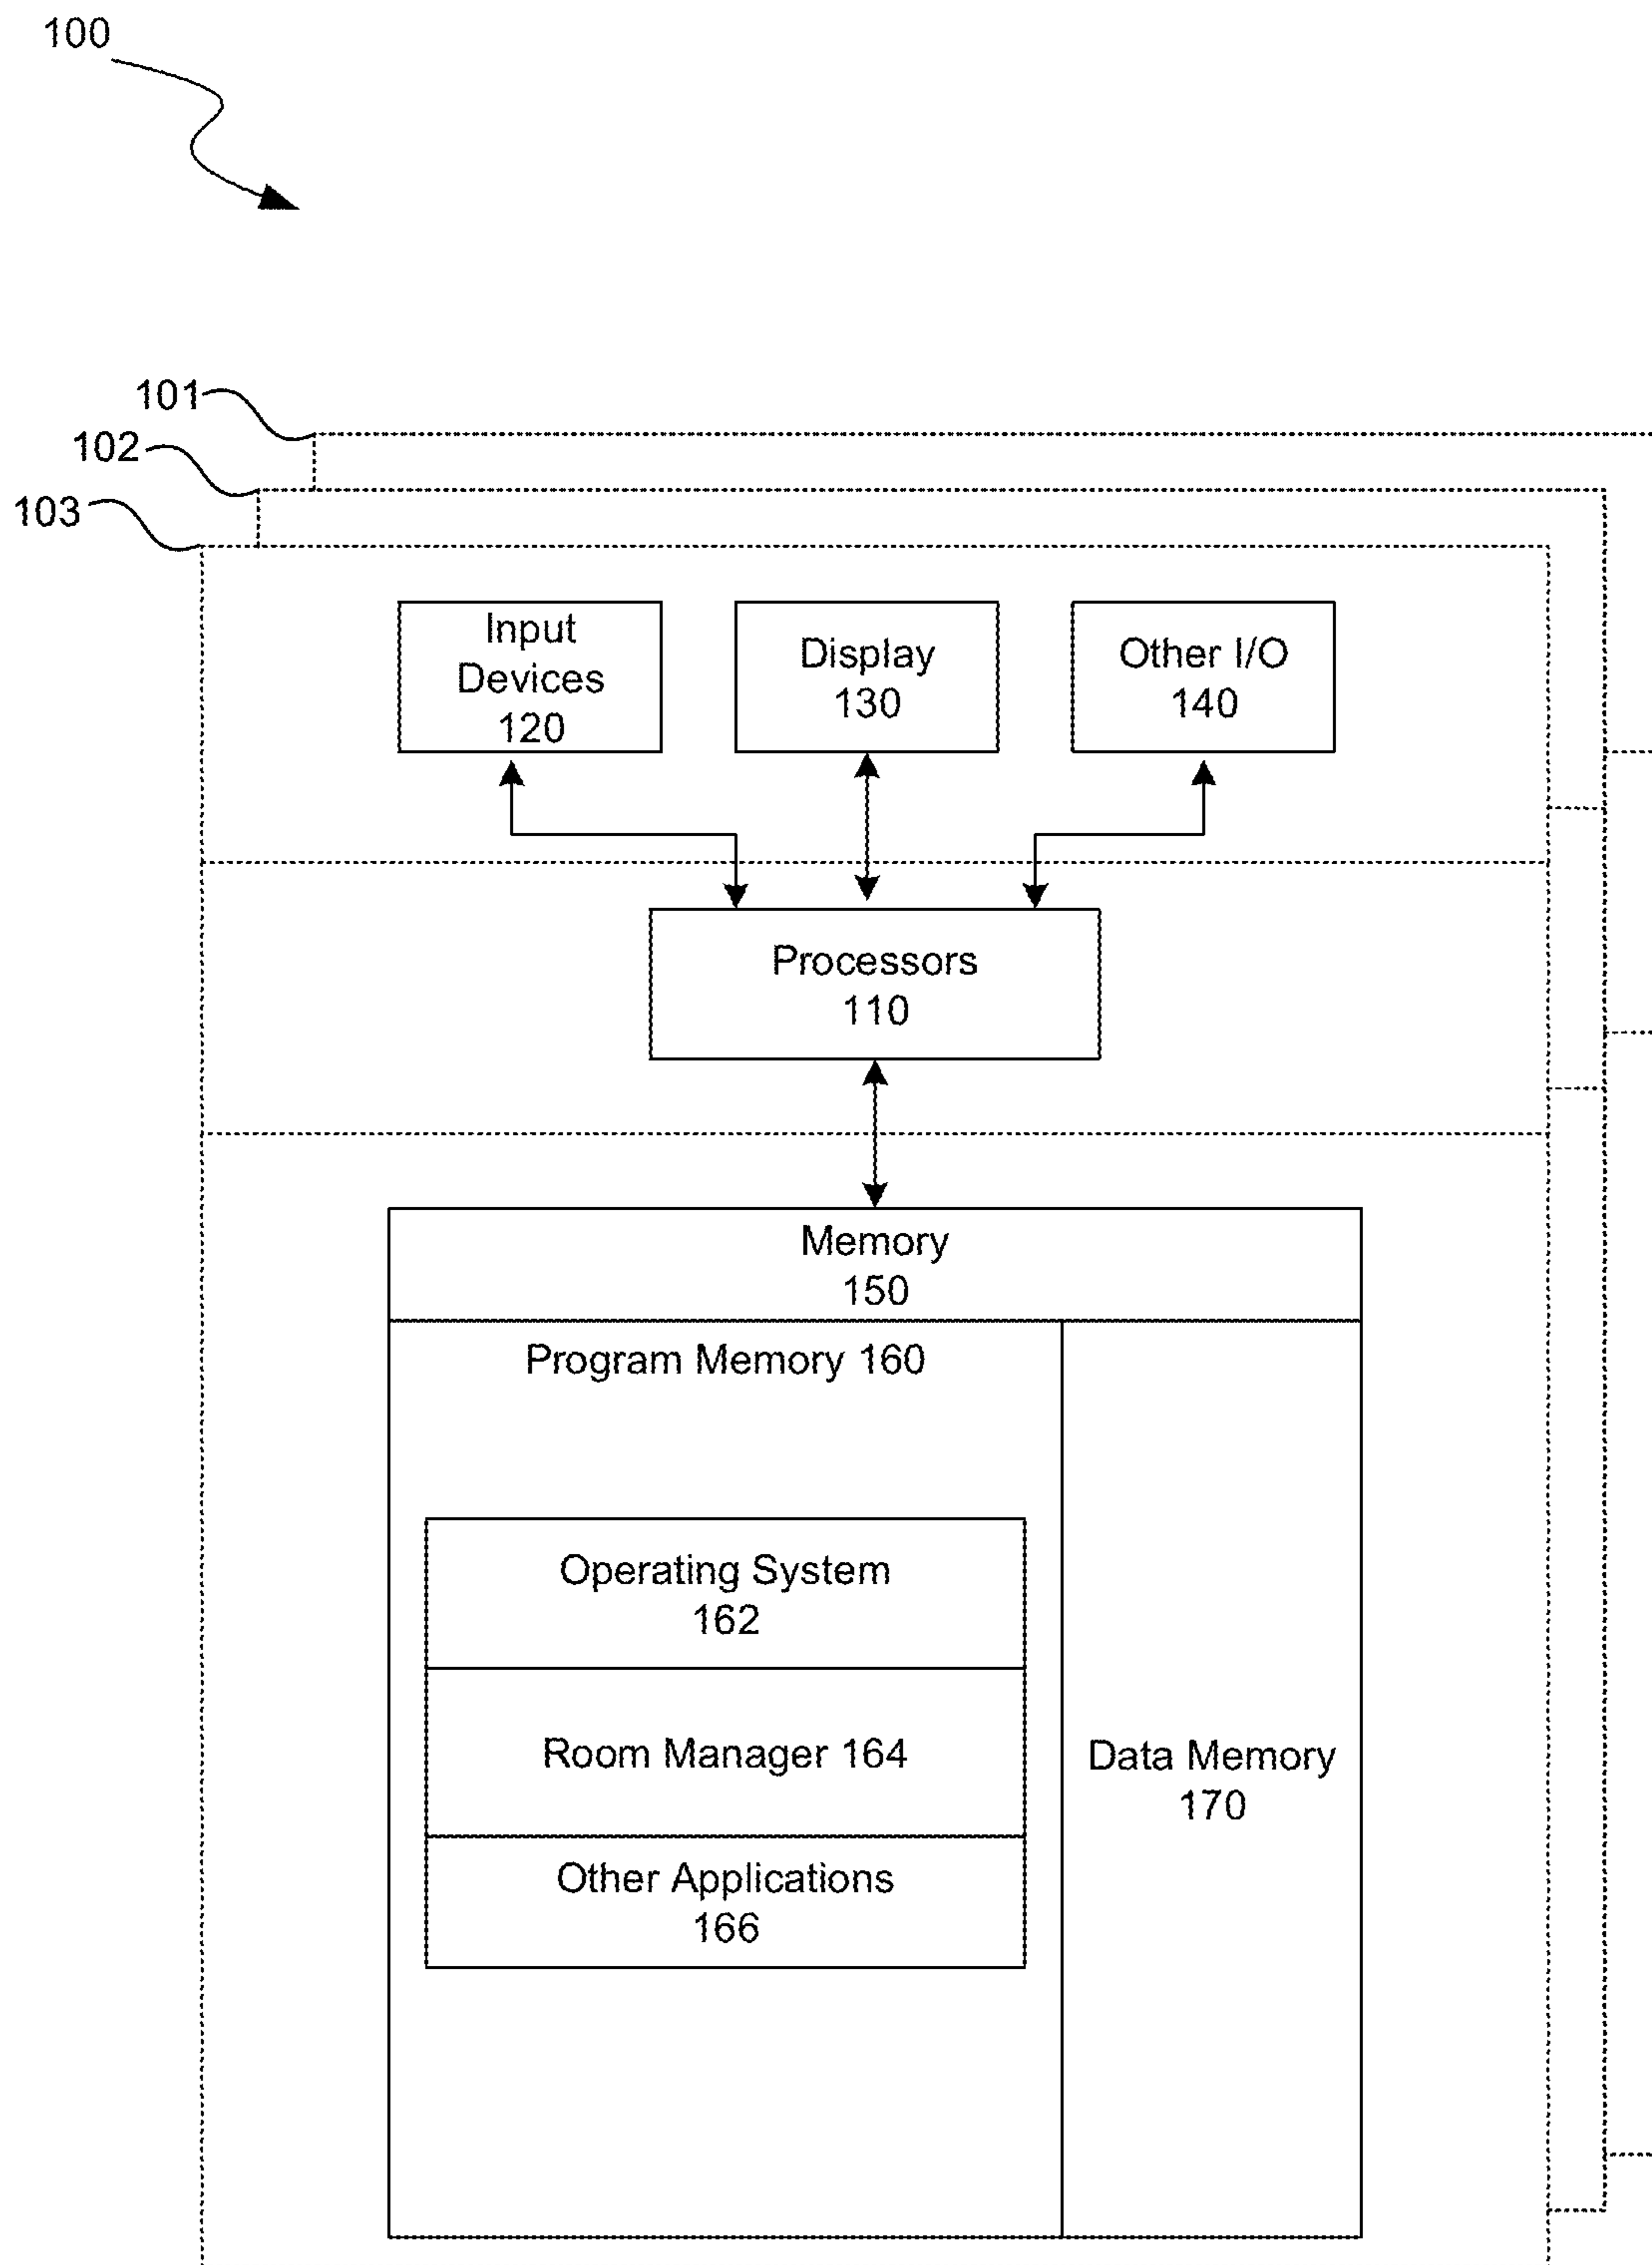 100
101
102
103
Input
Devices
120
Display
130
Other I/O
140
Processors
110
Memory
150
Program Memory 160
Operating System
162
Room Manager 164
Other Applications
166
Data Memory
170